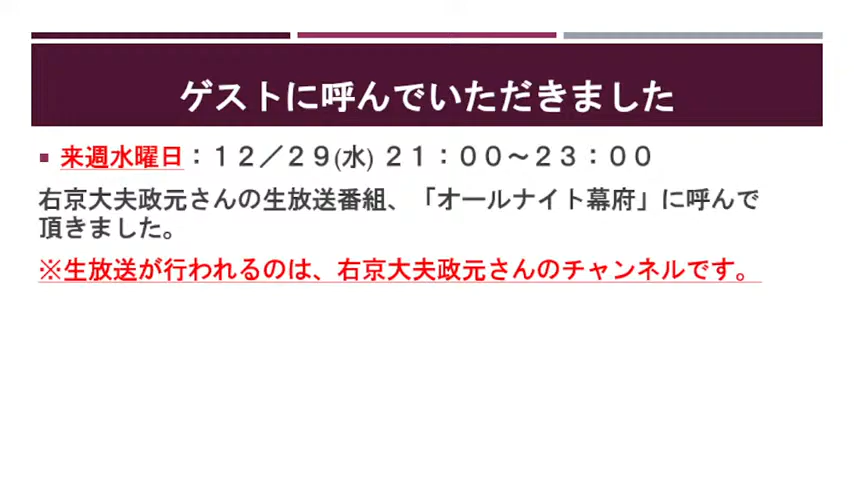 ゲストに呼んでいただきました
■ 来週水曜日：１２／２９(水) ２１：００～２３：００
右京大夫政元さんの生放送番組、「オールナイト幕府」に呼んで
頂きました。
※生放送が行われるのは、右京大夫政元さんのチャンネルです。